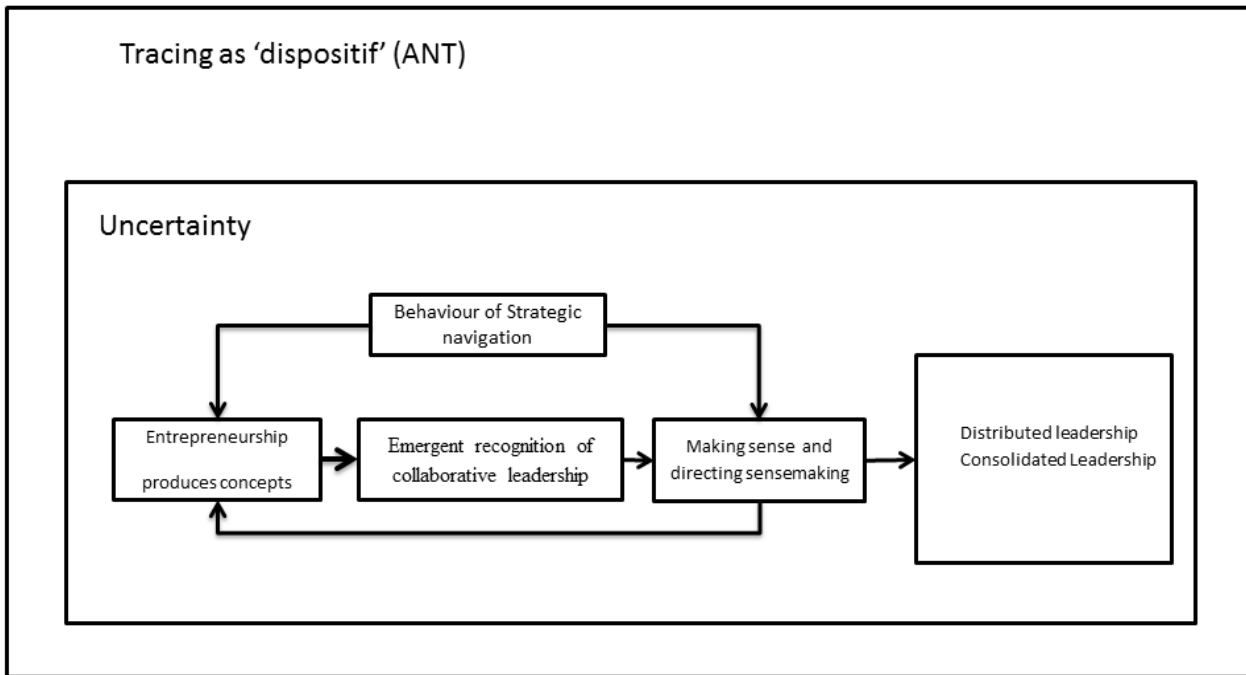 Tracing as ‘dispositif’ (ANT)
Uncertainty
Behaviour of Strategic
navigation
Entrepreneurship
produces concepts
Emergent recognition of
collaborative leadership
Making sense and
directing sensemaking
Distributed leadership
Consolidated Leadership